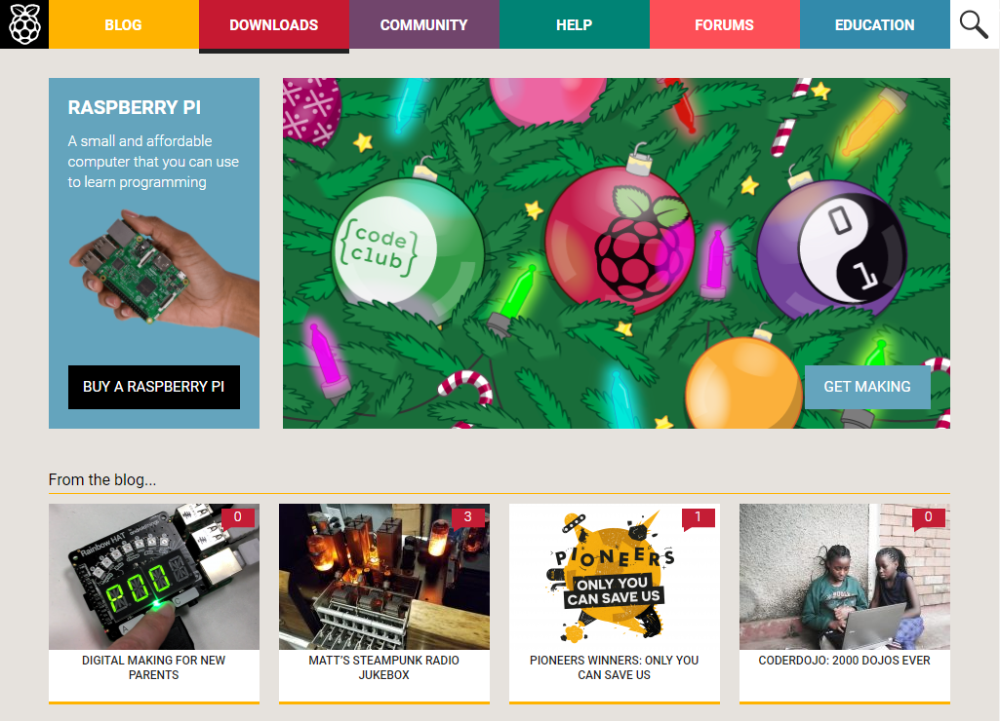 BLOG
DOWNLOADS
COMMUNITY
HELP
FORUMS
EDUCATION
RASPBERRY PI
A small and affordable
computer that you can use
to learn programming
BUY A RASPBERRY PI
{code
club}
0
1
GET MAKING
From the blog...
0
Rainbow HAT
POO
DIGITAL MAKING FOR NEW
PARENTS
3
MATT'S STEAMPUNK RADIO
JUKEBOX
1
PIONEERS
ONLY YOU
CAN SAVE US
PIONEERS WINNERS: ONLY YOU
CAN SAVE US
0
CODERDOJO: 2000 DOJOS EVER